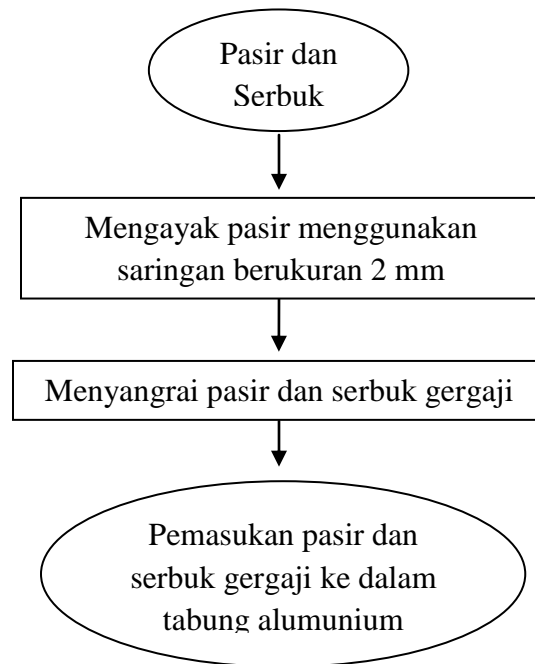 Pasir dan
Serbuk
Mengayak pasir menggunakan
saringan berukuran 2 mm
Menyangrai pasir dan serbuk gergaji
Pemasukan pasir dan
serbuk gergaji ke dalam
tabung alumunium